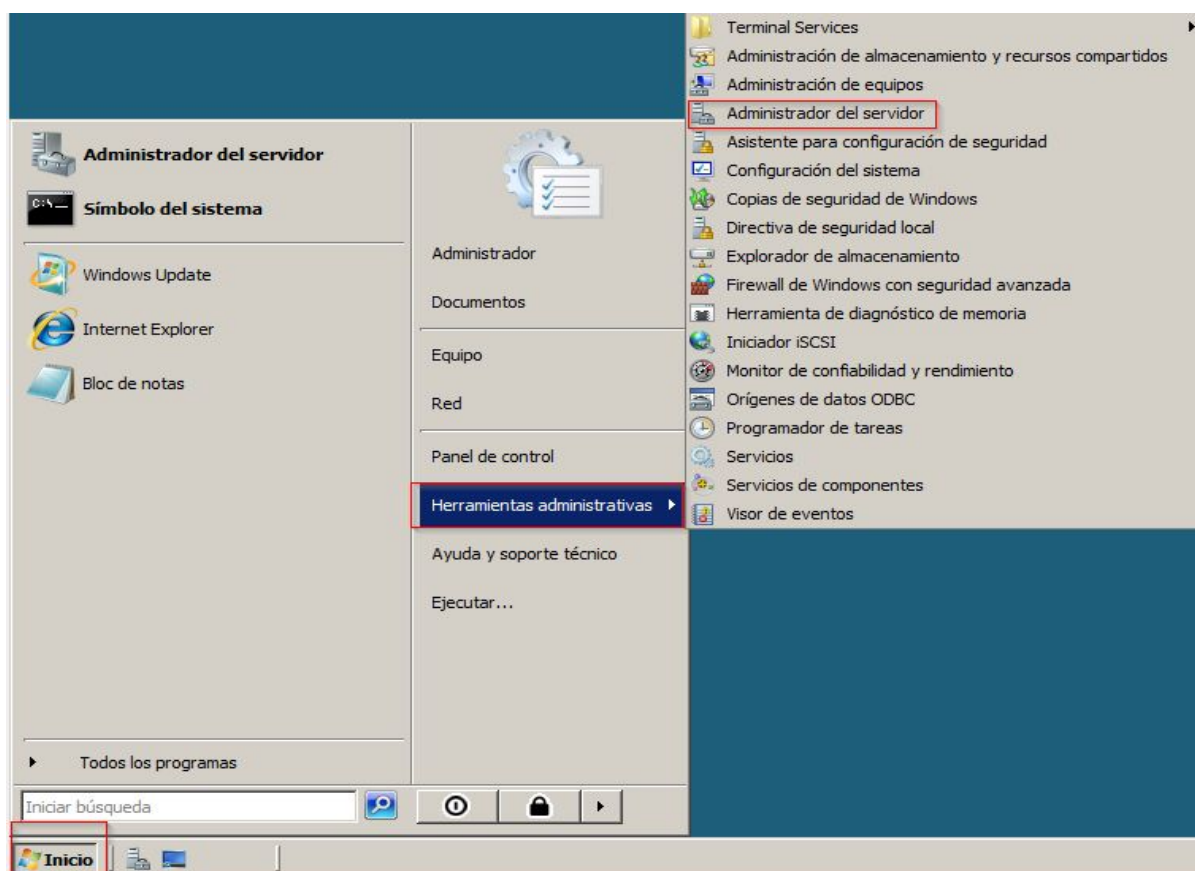 Terminal Services
Administración de almacenamiento y recursos compartidos
Administración de equipos
Administrador del servidor
Asistente para configuración de seguridad
Configuración del sistema
Copias de seguridad de Windows
Directiva de seguridad local
Explorador de almacenamiento
Firewall de Windows con seguridad avanzada
Herramienta de diagnóstico de memoria
Iniciador iSCSI
Monitor de confiabilidad y rendimiento
Orígenes de datos ODBC
Programador de tareas
Servicios
Servicios de componentes
Visor de eventos
Administrador del servidor
C:\
Símbolo del sistema
Windows Update
Internet Explorer
Bloc de notas
Todos los programas
Iniciar búsqueda
Administrador
Documentos
Equipo
Red
Panel de control
Herramientas administrativas
Ayuda y soporte técnico
Ejecutar...
Inicio